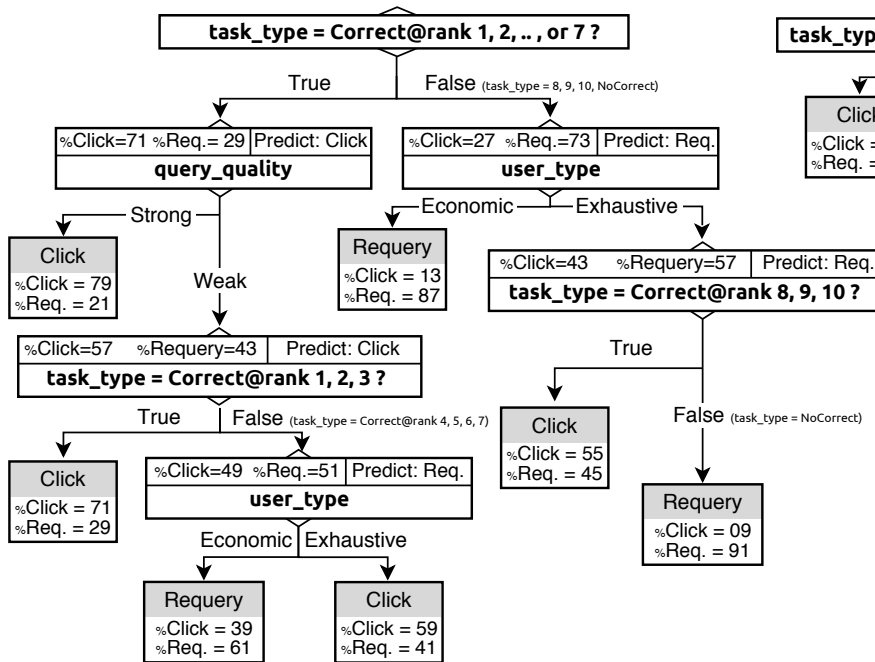 task_type = Correct@rank 1, 2, .. , or 7 ?
True
False (task_type = 8, 9, 10, NoCorrect)
%Click=71 %Req.= 29 Predict: Click
query_quality
%Click=27 %Req.=73 Predict: Req.
user_type
Strong
Weak
Economic
Exhaustive
Click
%Click = 79
%Req. = 21
Requery
%Click = 13
%Req. = 87
%Click=43 %Requery=57 Predict: Req.
task_type = Correct@rank 8, 9, 10 ?
%Click=57 %Requery=43 Predict: Click
task_type = Correct@rank 1, 2, 3 ?
True
False (task_type = Correct@rank 4, 5, 6, 7)
True
False (task_type = NoCorrect)
Click
%Click = 71
%Req. = 29
%Click=49 %Req.=51 Predict: Req.
user_type
Economic
Exhaustive
Click
%Click = 55
%Req. = 45
Requery
%Click = 09
%Req. = 91
Requery
%Click = 39
%Req. = 61
Click
%Click = 59
%Req. = 41
task_typ
Click
%Click =
%Req. =